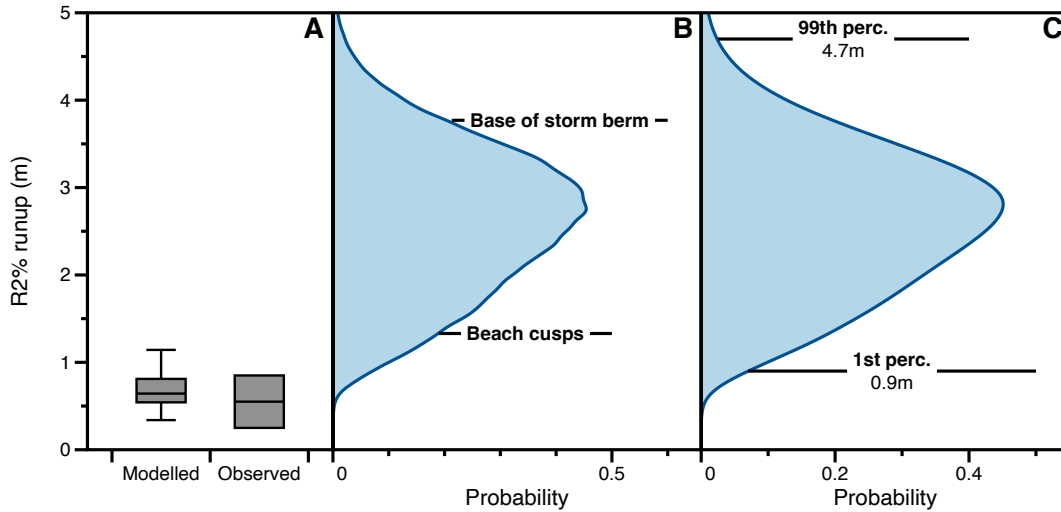 R2% runup (m)
5
4
3
2
1
0
A
Modelled
Observed
B
Base of storm berm
Beach cusps
0
0.5
Probability
C
99th perc.
4.7m
1st perc.
0.9m
0
0.2
0.4
Probability